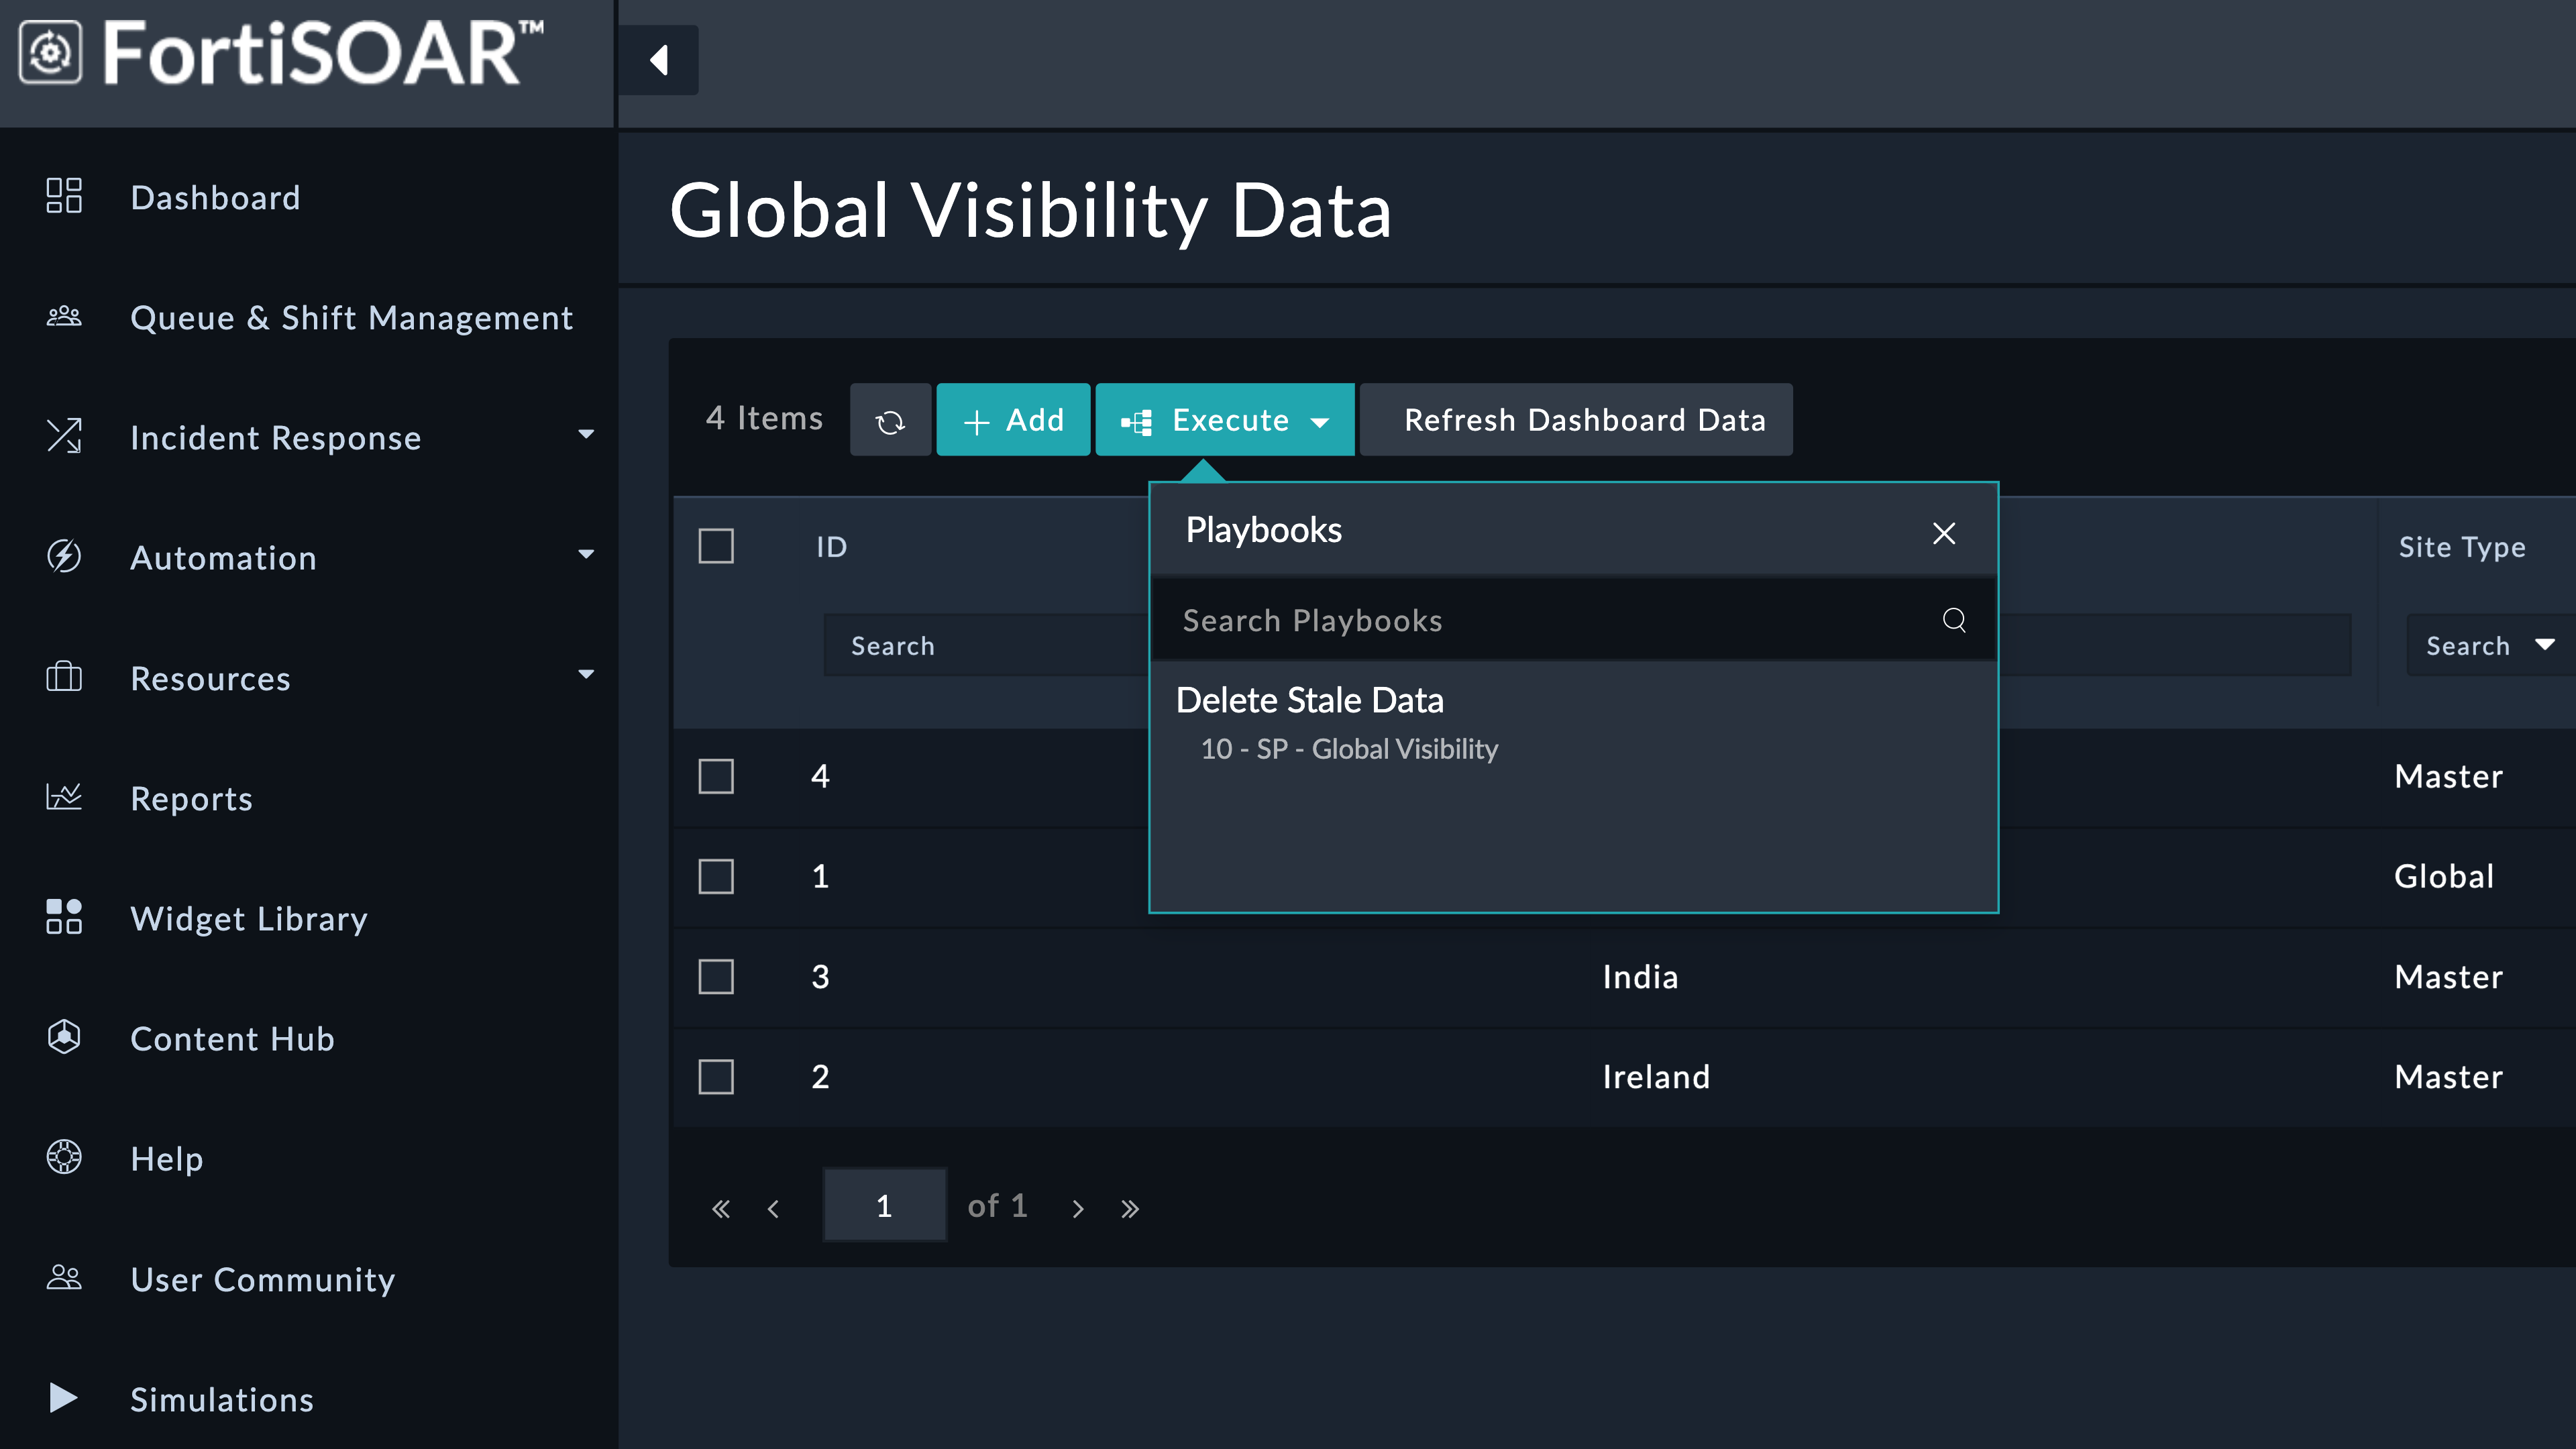 FortiSOAR™
Dashboard
Queue & Shift Management
Incident Response
Automation
Resources
Reports
Widget Library
Content Hub
Help
User Community
Simulations
Global Visibility Data
4 Items
Add
Execute
Refresh Dashboard Data
ID
Site Type
Search
Search
Playbooks
Search Playbooks
Delete Stale Data
10 - SP - Global Visibility
4 Master
1 Global
3 India Master
2 Ireland Master
« ‹ 1 of 1 › »